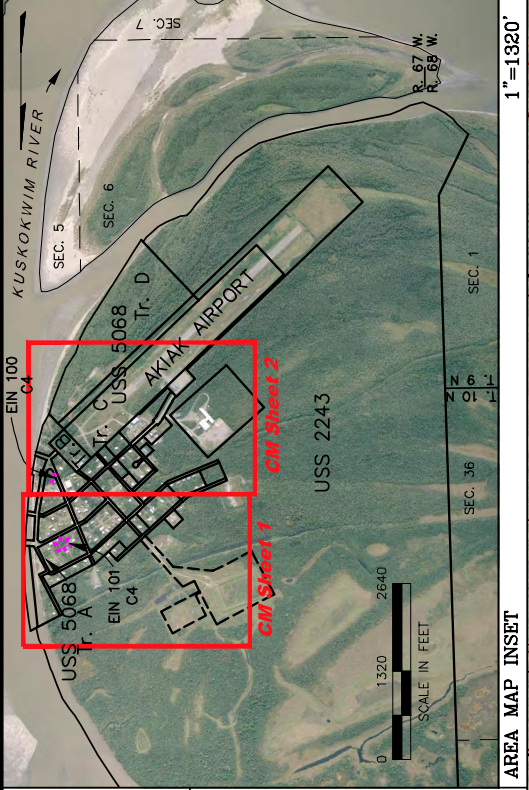 KUSKOKWIM RIVER
SEC. 7
SEC. 6
SEC. 5
R. 67 W.
R. 68 W.
EIN 100
C4
USS 5068
Tr. D
Tr. C
Tr.B
AKIAK AIRPORT
CM Sheet 2
USS 2243
SEC. 1
T. 9 N
T. 10 N
SEC. 36
USS 5068
Tr. A
EIN 101
C4
CM Sheet 1
0 1320 2640
SCALE IN FEET
AREA MAP INSET 1"=1320'